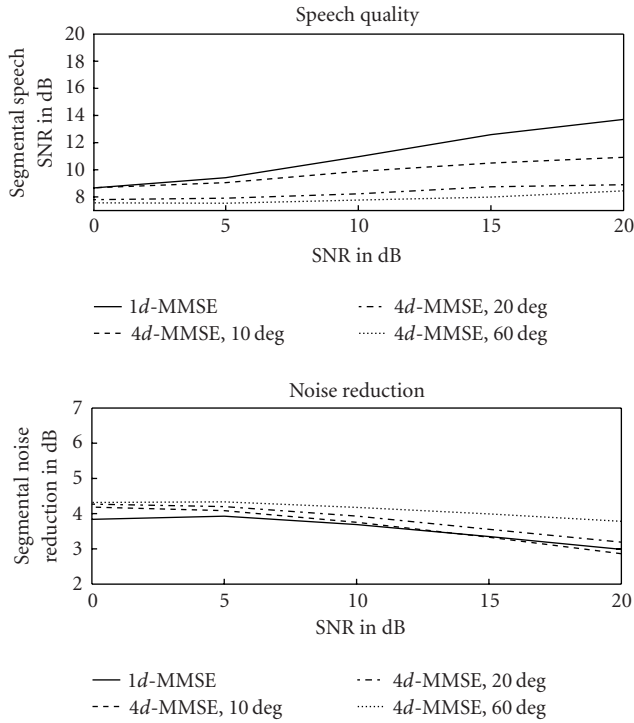 Speech quality
Segmental speech
SNR in dB
20
18
16
14
12
10
8
0
5
10
15
20
SNR in dB
1d-MMSE
4d-MMSE, 10 deg
4d-MMSE, 20 deg
4d-MMSE, 60 deg
Noise reduction
Segmental noise
reduction in dB
7
6
5
4
3
2
0
5
10
15
20
SNR in dB
1d-MMSE
4d-MMSE, 10 deg
4d-MMSE, 20 deg
4d-MMSE, 60 deg